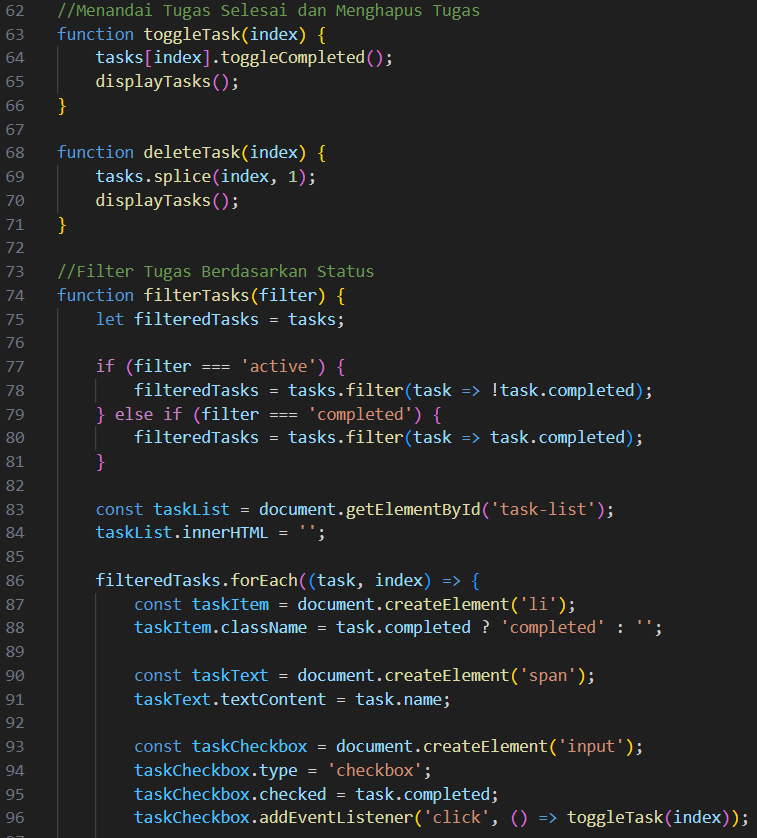 62 //Menandai Tugas Selesai dan Menghapus Tugas
63 function toggleTask(index) {
64     tasks[index].toggleCompleted();
65     displayTasks();
66 }
67
68 function deleteTask(index) {
69     tasks.splice(index, 1);
70     displayTasks();
71 }
72
73 //Filter Tugas Berdasarkan Status
74 function filterTasks(filter) {
75     let filteredTasks = tasks;
76
77     if (filter === 'active') {
78         filteredTasks = tasks.filter(task => !task.completed);
79     } else if (filter === 'completed') {
80         filteredTasks = tasks.filter(task => task.completed);
81     }
82
83     const taskList = document.getElementById('task-list');
84     taskList.innerHTML = '';
85
86     filteredTasks.forEach((task, index) => {
87         const taskItem = document.createElement('li');
88         taskItem.className = task.completed ? 'completed' : '';
89
90         const taskText = document.createElement('span');
91         taskText.textContent = task.name;
92
93         const taskCheckbox = document.createElement('input');
94         taskCheckbox.type = 'checkbox';
95         taskCheckbox.checked = task.completed;
96         taskCheckbox.addEventListener('click', () => toggleTask(index));